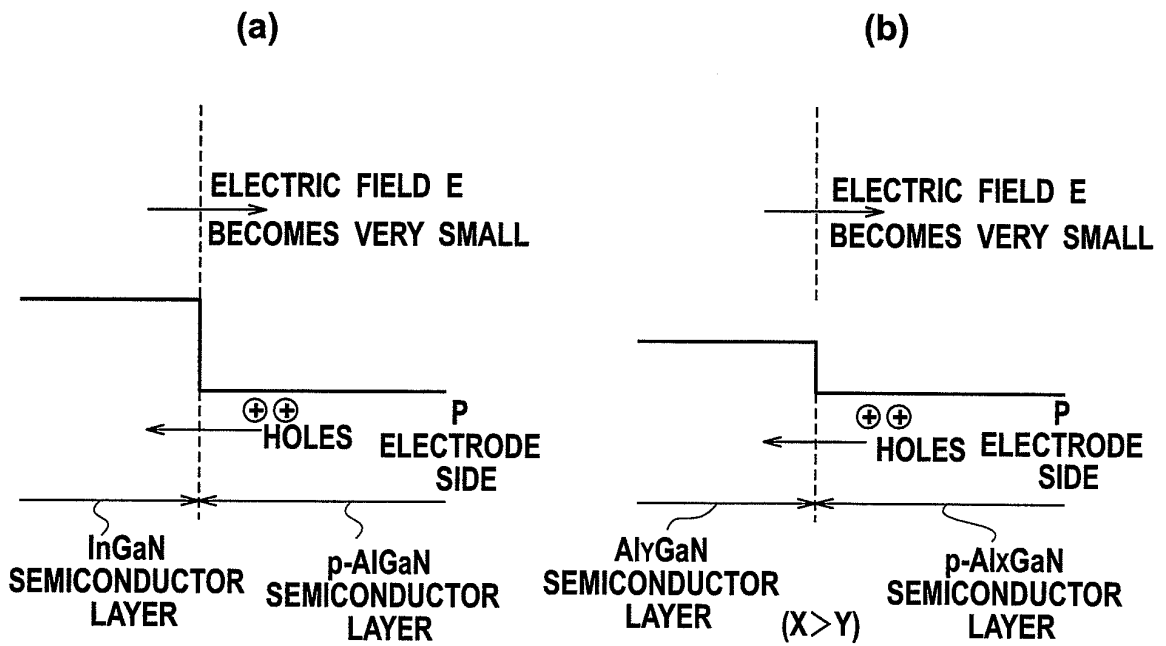 (a)
ELECTRIC FIELD E
BECOMES VERY SMALL
HOLES
P
ELECTRODE
SIDE
InGaN
SEMICONDUCTOR
LAYER
p-AlGaN
SEMICONDUCTOR
LAYER
(b)
ELECTRIC FIELD E
BECOMES VERY SMALL
HOLES
P
ELECTRODE
SIDE
AlYGaN
SEMICONDUCTOR
LAYER
(X>Y)
p-AlXGaN
SEMICONDUCTOR
LAYER